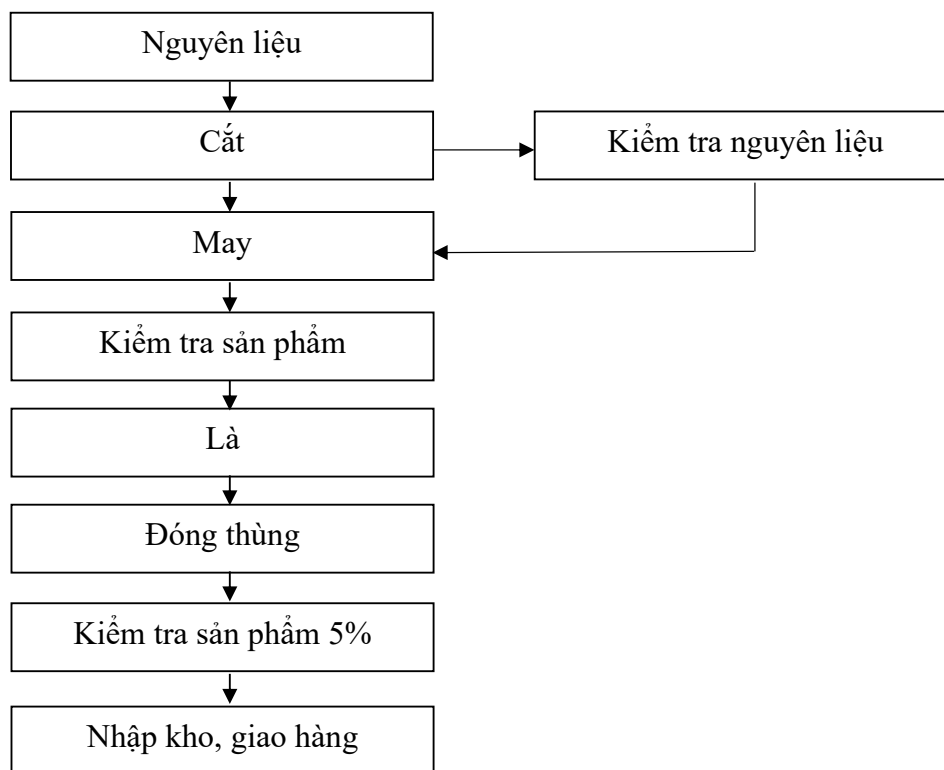 Nguyên liệu
Cắt
Kiểm tra nguyên liệu
May
Kiểm tra sản phẩm
Là
Đóng thùng
Kiểm tra sản phẩm 5%
Nhập kho, giao hàng